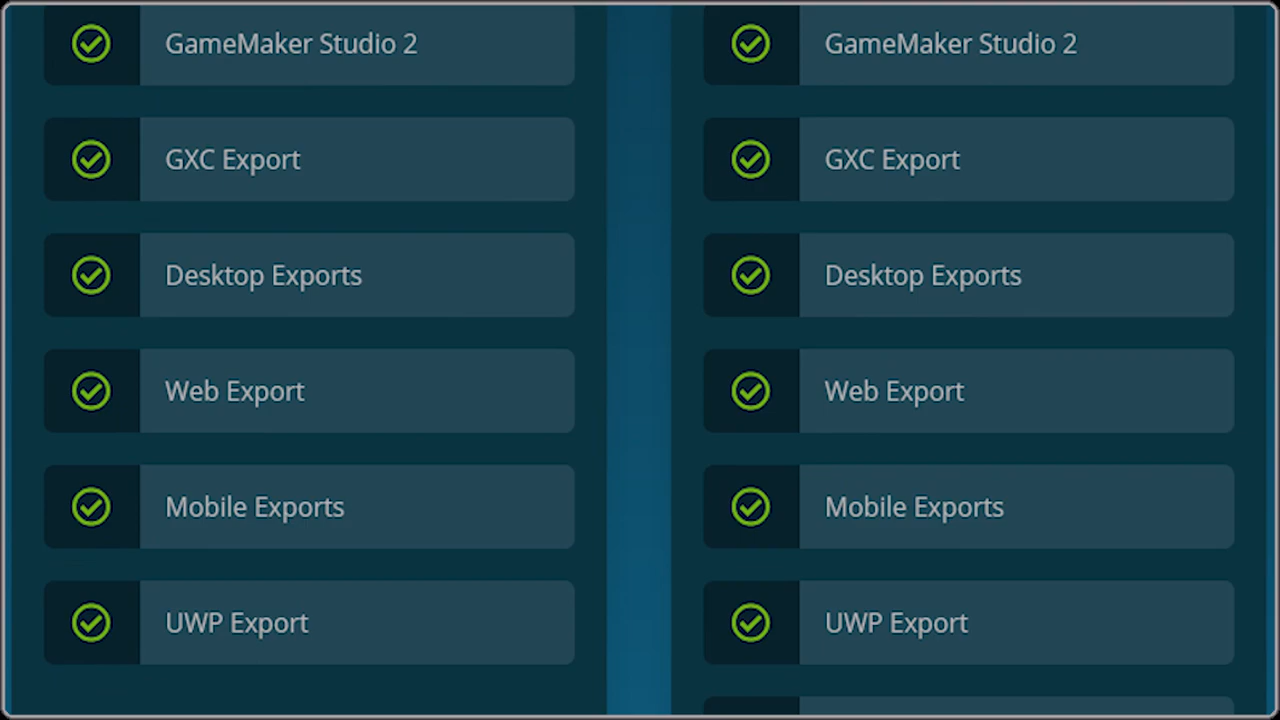 GameMaker Studio 2
GXC Export
Desktop Exports
Web Export
Mobile Exports
UWP Export
GameMaker Studio 2
GXC Export
Desktop Exports
Web Export
Mobile Exports
UWP Export